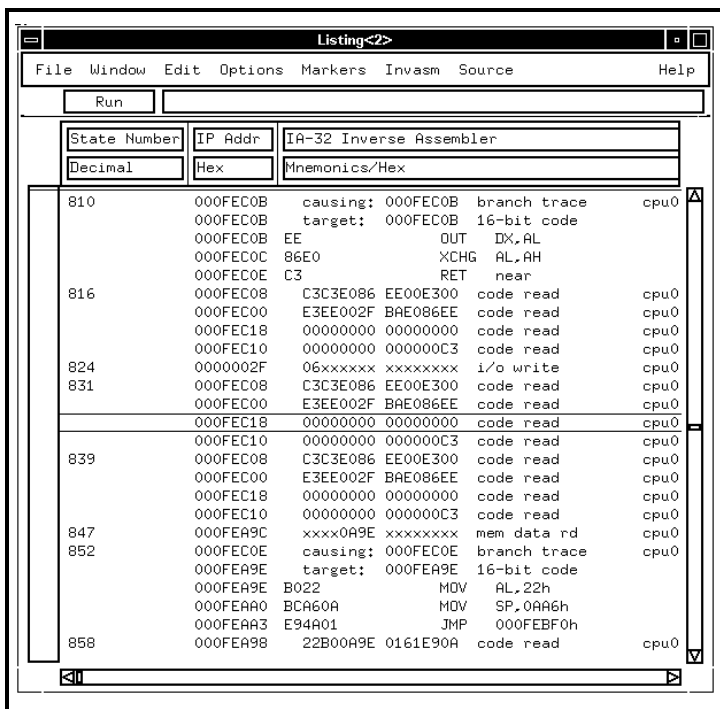 Listing<2>
File Window Edit Options Markers Invasm Source Help
Run
State Number IP Addr IA-32 Inverse Assembler
Decimal Hex Mnemonics/Hex
810 000FEC0B causing: 000FEC0B branch trace cpu0
000FEC0B target: 000FEC0B 16-bit code
000FEC0B EE OUT DX,AL
000FEC0C 86E0 XCHG AL,AH
000FEC0E C3 RET near
816 000FEC08 C3C3E086 EE00E300 code read cpu0
000FEC00 E3EE002F BAE086EE code read cpu0
000FEC18 00000000 00000000 code read cpu0
000FEC10 00000000 000000C3 code read cpu0
824 0000002F 06xxxxxx xxxxxxxx i/o write cpu0
831 000FEC08 C3C3E086 EE00E300 code read cpu0
000FEC00 E3EE002F BAE086EE code read cpu0
000FEC18 00000000 00000000 code read cpu0
000FEC10 00000000 000000C3 code read cpu0
839 000FEC08 C3C3E086 EE00E300 code read cpu0
000FEC00 E3EE002F BAE086EE code read cpu0
000FEC18 00000000 00000000 code read cpu0
000FEC10 00000000 000000C3 code read cpu0
847 000FEA9C xxxx0A9E xxxxxxxx mem data rd cpu0
852 000FEC0E causing: 000FEC0E branch trace cpu0
000FEA9E target: 000FEA9E 16-bit code
000FEA9E B022 MOV AL,22h
000FEAA0 BCA60A MOV SP,0AA6h
000FEAA3 E94A01 JMP 000FEBF0h
858 000FEA98 22B00A9E 0161E90A code read cpu0